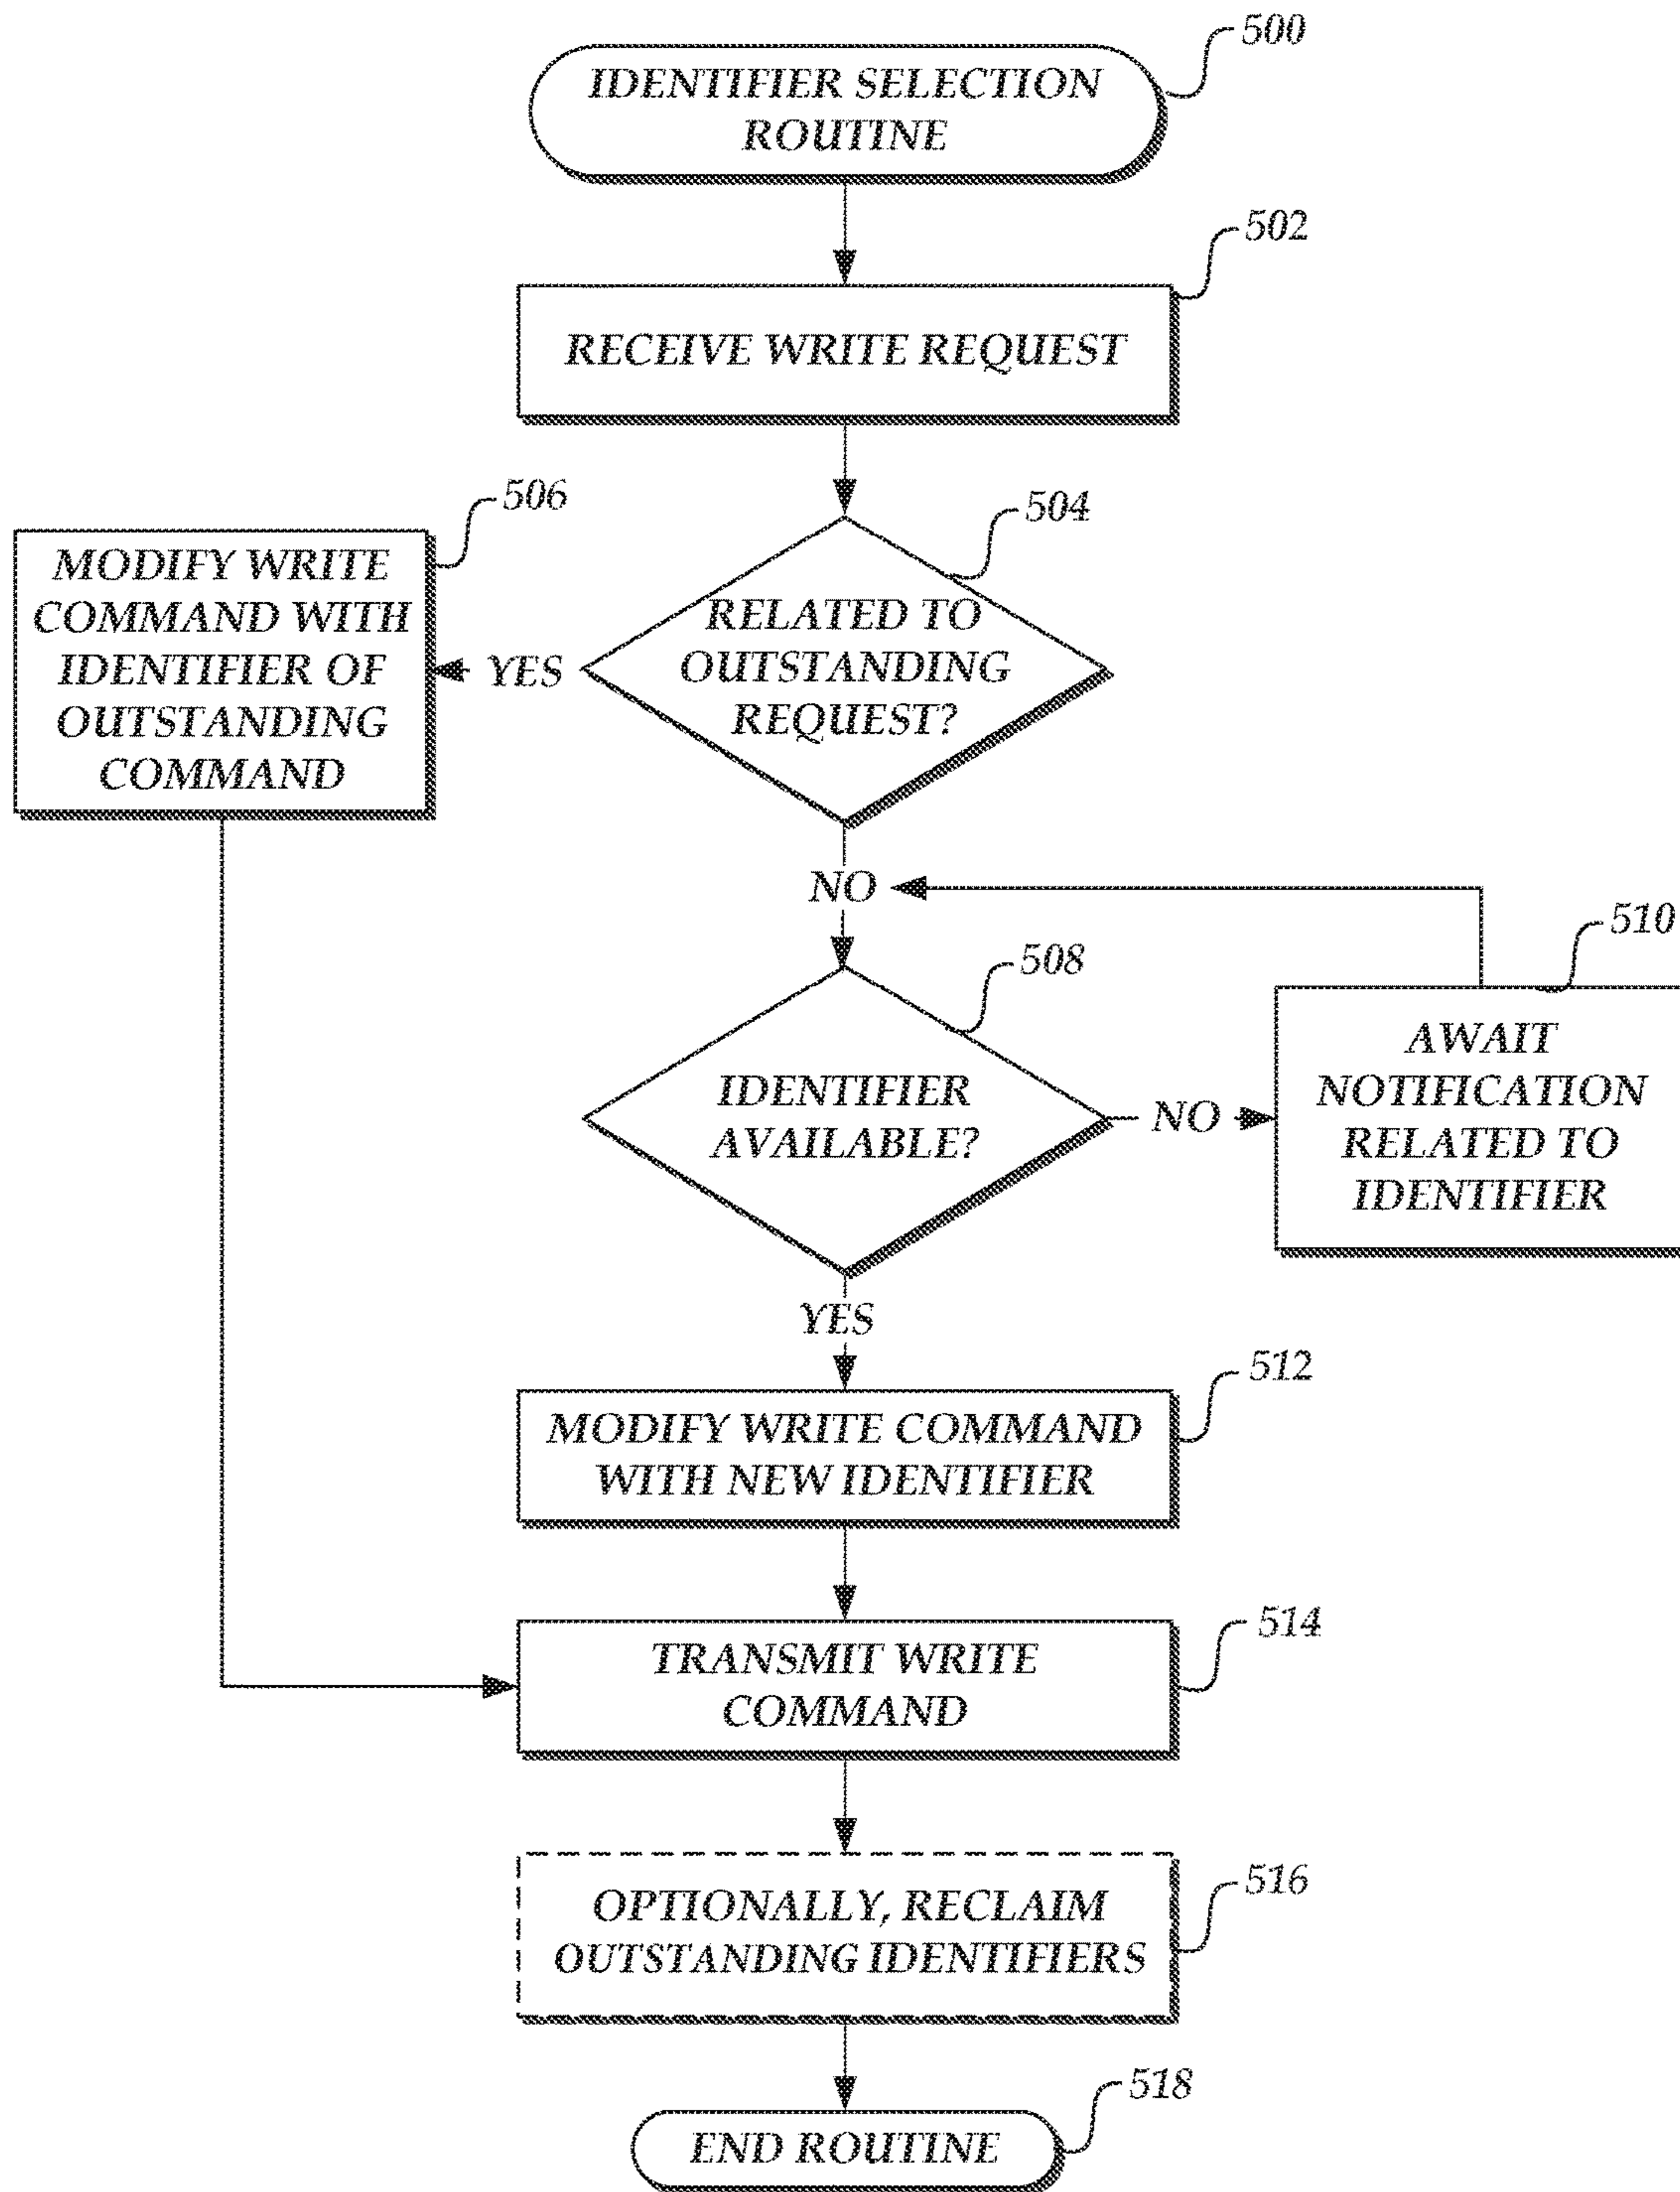 500
IDENTIFIER SELECTION
ROUTINE
502
RECEIVE WRITE REQUEST
504
RELATED TO
OUTSTANDING
REQUEST?
YES
506
MODIFY WRITE
COMMAND WITH
IDENTIFIER OF
OUTSTANDING
COMMAND
NO
508
IDENTIFIER
AVAILABLE?
NO
510
AWAIT
NOTIFICATION
RELATED TO
IDENTIFIER
YES
512
MODIFY WRITE COMMAND
WITH NEW IDENTIFIER
514
TRANSMIT WRITE
COMMAND
516
OPTIONALLY, RECLAIM
OUTSTANDING IDENTIFIERS
518
END ROUTINE